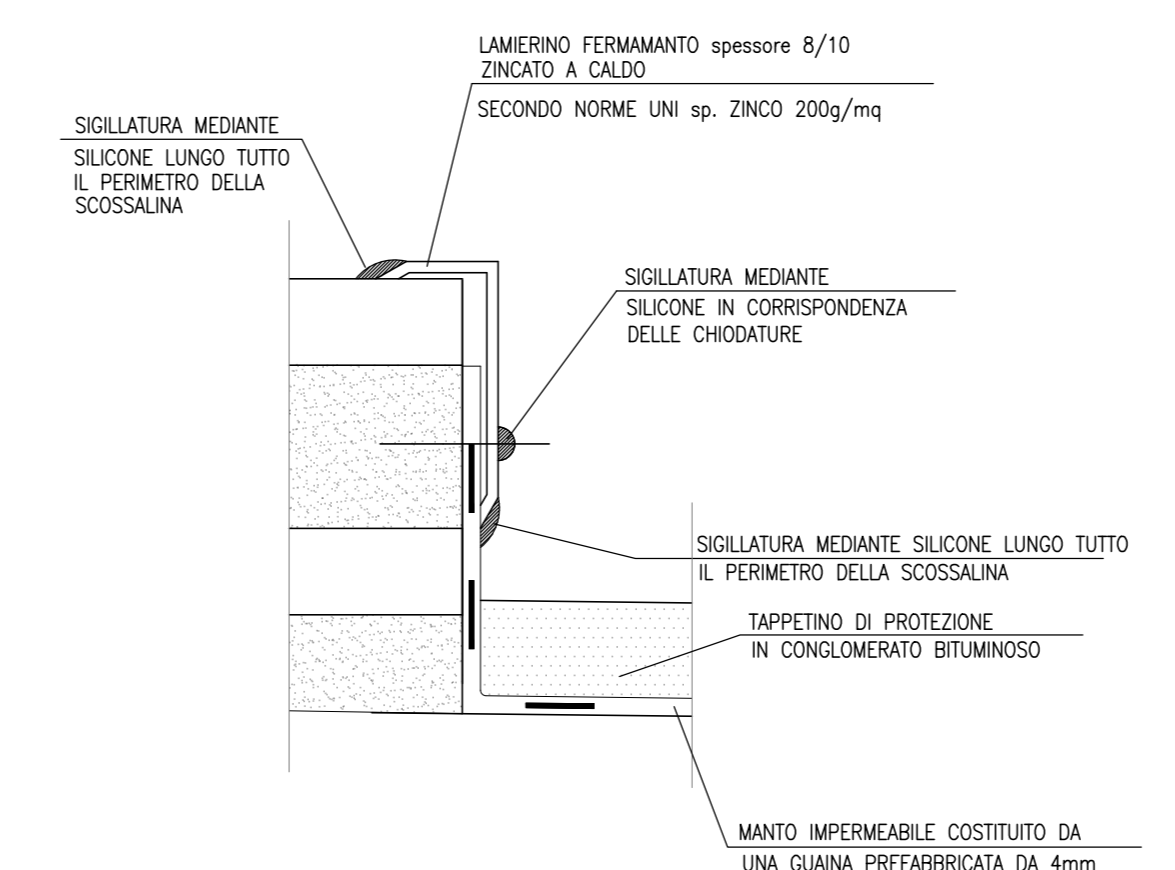 LAMIERINO FERMAMANTO spessore 8/10
ZINCATO A CALDO
SECONDO NORME UNI sp. ZINCO 200g/mq
SIGILLATURA MEDIANTE
SILICONE LUNGO TUTTO
IL PERIMETRO DELLA
SCOSSALINA
SIGILLATURA MEDIANTE
SILICONE IN CORRISPONDENZA
DELLE CHIODATURE
SIGILLATURA MEDIANTE SILICONE LUNGO TUTTO
IL PERIMETRO DELLA SCOSSALINA
TAPPETINO DI PROTEZIONE
IN CONGLOMERATO BITUMINOSO
MANTO IMPERMEABILE COSTITUITO DA
UNA GUAINA PREFABBRICATA DA 4mm